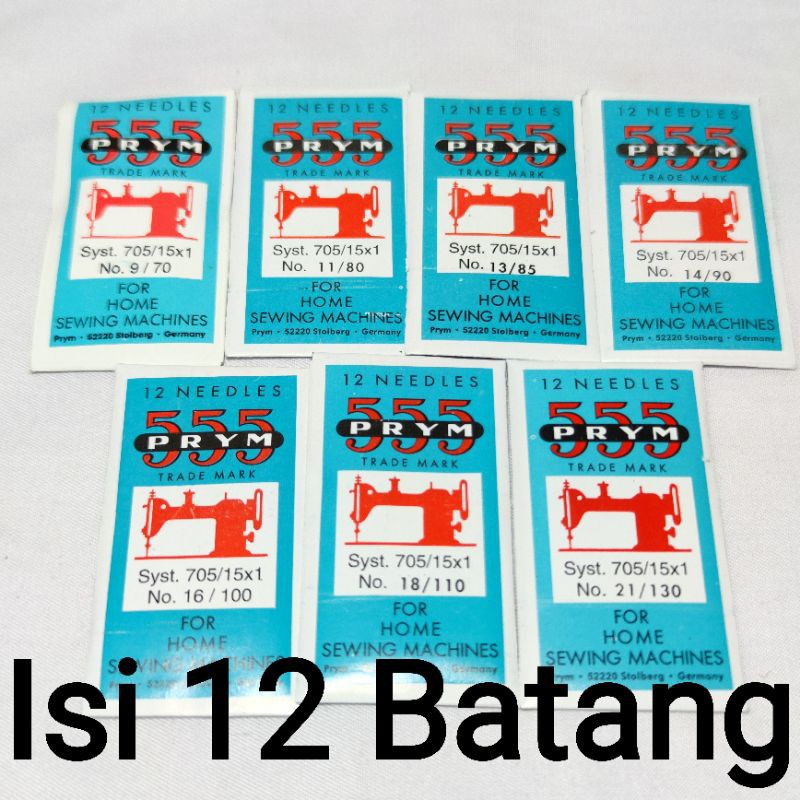 12 NEEDLES
555
PRYM
TRADE MARK
Syst. 705/15x1
No. 9 / 70
FOR
HOME
SEWING MACHINES
Prym · 52220 Stolberg · Germany
12 NEEDLES
555
PRYM
TRADE MARK
Syst. 705/15x1
No. 11/80
FOR
HOME
SEWING MACHINES
Prym · 52220 Stolberg · Germany
12 NEEDLES
555
PRYM
TRADE MARK
Syst. 705/15x1
No. 13/85
FOR
HOME
SEWING MACHINES
Prym · 52220 Stolberg · Germany
12 NEEDLES
555
PRYM
TRADE MARK
Syst. 705/15x1
No. 14/90
FOR
HOME
SEWING MACHINES
Prym · 52220 Stolberg · Germany
12 NEEDLES
555
PRYM
TRADE MARK
Syst. 705/15x1
No. 16 / 100
FOR
HOME
SEWING MACHINES
52220 Stolberg
12 NEEDLES
555
PRYM
TRADE MARK
Syst. 705/15x1
No. 18/110
FOR
HOME
SEWING MACHINES
52220 Stolberg · Germany
12 NEEDLES
555
PRYM
TRADE MARK
Syst. 705/15x1
No. 21/130
FOR
HOME
SEWING MACHINES
Prym · 52220 Stolberg · Germany
Isi 12 Batang